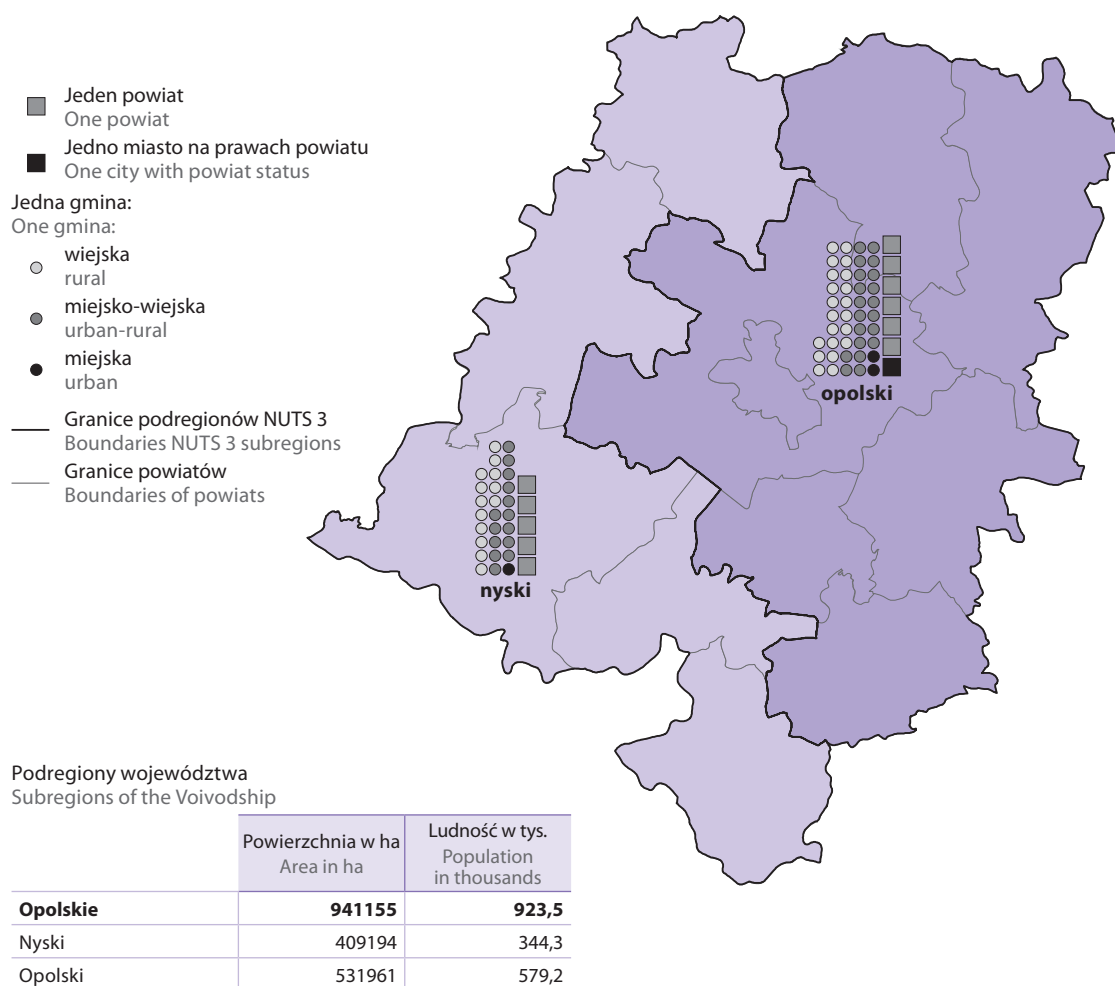 Jeden powiat
One powiat
Jedno miasto na prawach powiatu
One city with powiat status
Jedna gmina:
One gmina:
wiejska
rural
miejsko-wiejska
urban-rural
miejska
urban
Granice podregionów NUTS 3
Boundaries NUTS 3 subregions
Granice powiatów
Boundaries of powiats
opolski
nyski
Podregiony województwa
Subregions of the Voivodship
Powierzchnia w ha
Area in ha
Ludność w tys.
Population
in thousands
Opolskie 941155 923,5
Nyski 409194 344,3
Opolski 531961 579,2